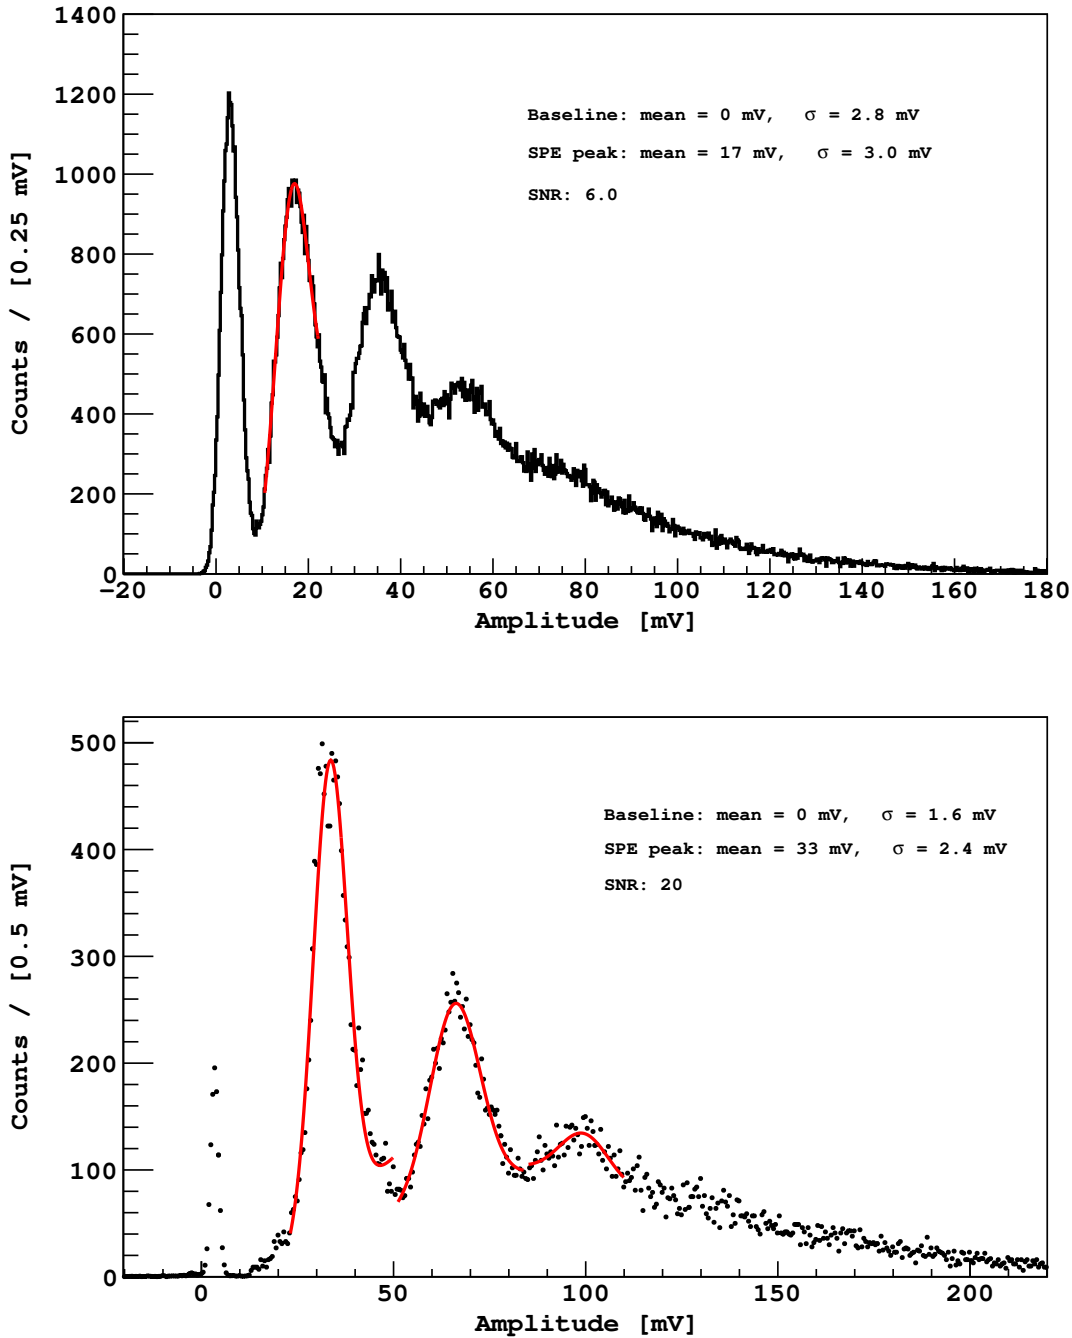 1400
1200
1000
800
600
400
200
0
Counts / [0.25 mV]
Baseline: mean = 0 mV, σ = 2.8 mV
SPE peak: mean = 17 mV, σ = 3.0 mV
SNR: 6.0
−20 0 20 40 60 80 100 120 140 160 180
Amplitude [mV]
500
400
300
200
100
0
Counts / [0.5 mV]
Baseline: mean = 0 mV, σ = 1.6 mV
SPE peak: mean = 33 mV, σ = 2.4 mV
SNR: 20
0 50 100 150 200
Amplitude [mV]